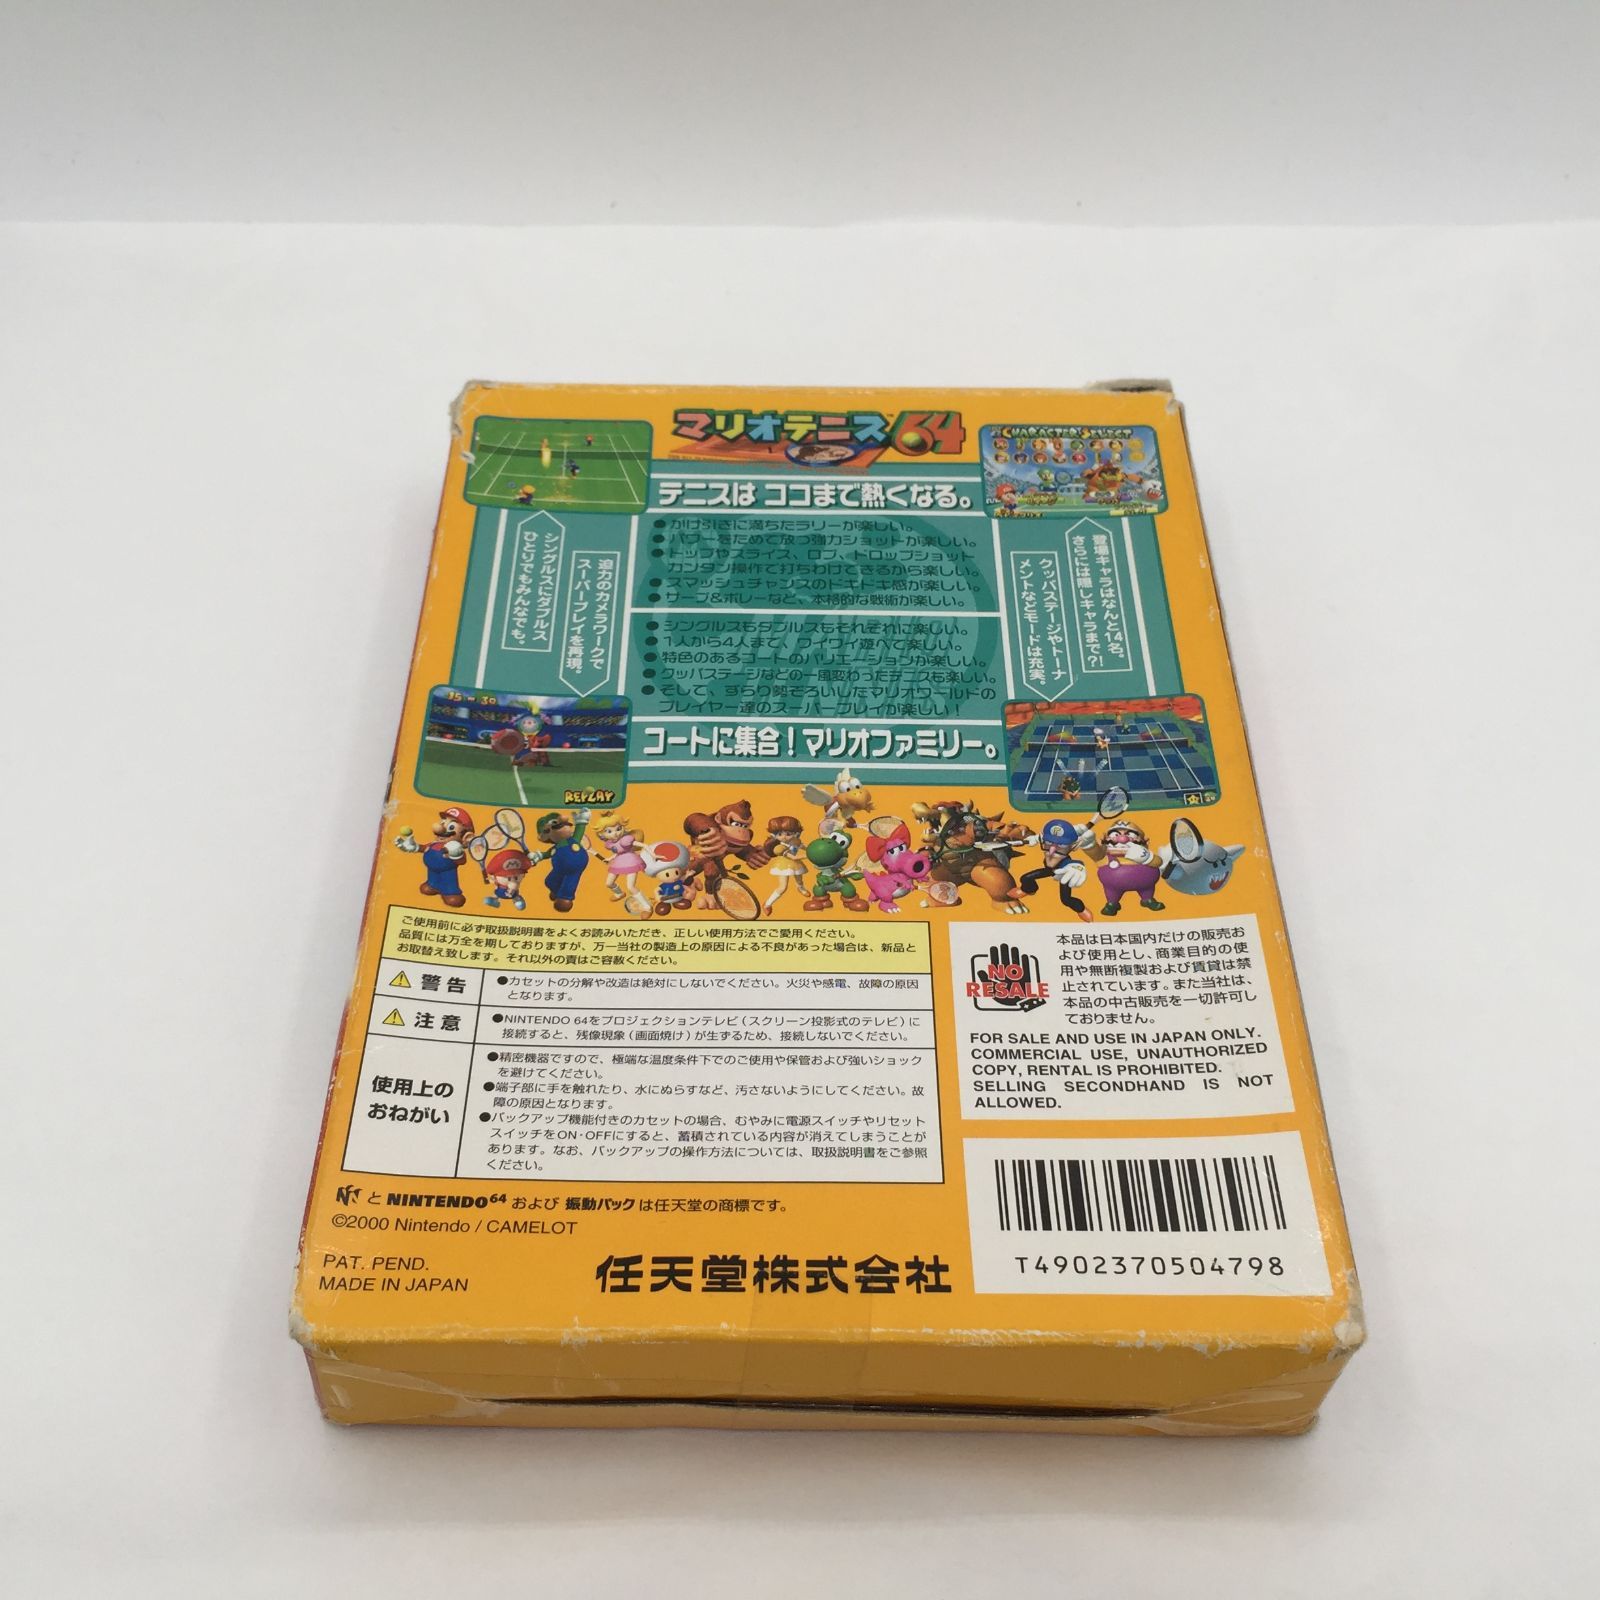 マリオテニス64
CHARACTER SELECT
テニスは ココまで熱くなる。
●かけ引きに満ちたラリーが楽しい。
●パワーをためて放つ強力ショットが楽しい。
●トップやスライス、ロブ、ドロップショット
カンタン操作で打ちわけできるから楽しい。
●スマッシュチャンスのドキドキ感が楽しい。
●サーブ&ボレーなど、本格的な戦術が楽しい。
●シングルスもダブルスもそれぞれに楽しい。
●1人から4人まで、ワイワイ遊べて楽しい。
●特色のあるコートのバリエーションが楽しい。
●クッパステージなどの一風変わったテニスも楽しい。
●そして、ずらり勢ぞろいしたマリオワールドの
プレイヤー達のスーパープレイが楽しい!
コートに集合!マリオファミリー。
シングルスにダブルス
ひとりでもみんなでも。
迫力のカメラワークで
スーパープレイを再現。
登場キャラはなんと14名。
さらには隠しキャラまで?!
クッパステージやトーナ
メントなどモードは充実。
15-30
REPLAY
ご使用前に必ず取扱説明書をよくお読みいただき、正しい使用方法でご愛用ください。
品質には万全を期しておりますが、万一当社の製造上の原因による不良があった場合は、新品と
お取替え致します。それ以外の責はご容赦ください。
警告
●カセットの分解や改造は絶対にしないでください。火災や感電、故障の原因
となります。
注意
●NINTENDO 64をプロジェクションテレビ(スクリーン投影式のテレビ)に
接続すると、残像現象(画面焼け)が生ずるため、接続しないでください。
使用上の
おねがい
●精密機器ですので、極端な温度条件下でのご使用や保管および強いショック
を避けてください。
●端子部に手を触れたり、水にぬらすなど、汚さないようにしてください。故
障の原因となります。
●バックアップ機能付きのカセットの場合、むやみに電源スイッチやリセット
スイッチをON・OFFにすると、蓄積されている内容が消えてしまうことが
あります。なお、バックアップの操作方法については、取扱説明書をご参照
ください。
NO
RESALE
本品は日本国内だけの販売お
よび使用とし、商業目的の使
用や無断複製および賃貸は禁
止されています。また当社は、
本品の中古販売を一切許可し
ておりません。
FOR SALE AND USE IN JAPAN ONLY.
COMMERCIAL USE, UNAUTHORIZED
COPY, RENTAL IS PROHIBITED.
SELLING SECONDHAND IS NOT
ALLOWED.
と NINTENDO64 および 振動パック は任天堂の商標です。
©2000 Nintendo / CAMELOT
PAT. PEND.
MADE IN JAPAN
任天堂株式会社
T4902370504798